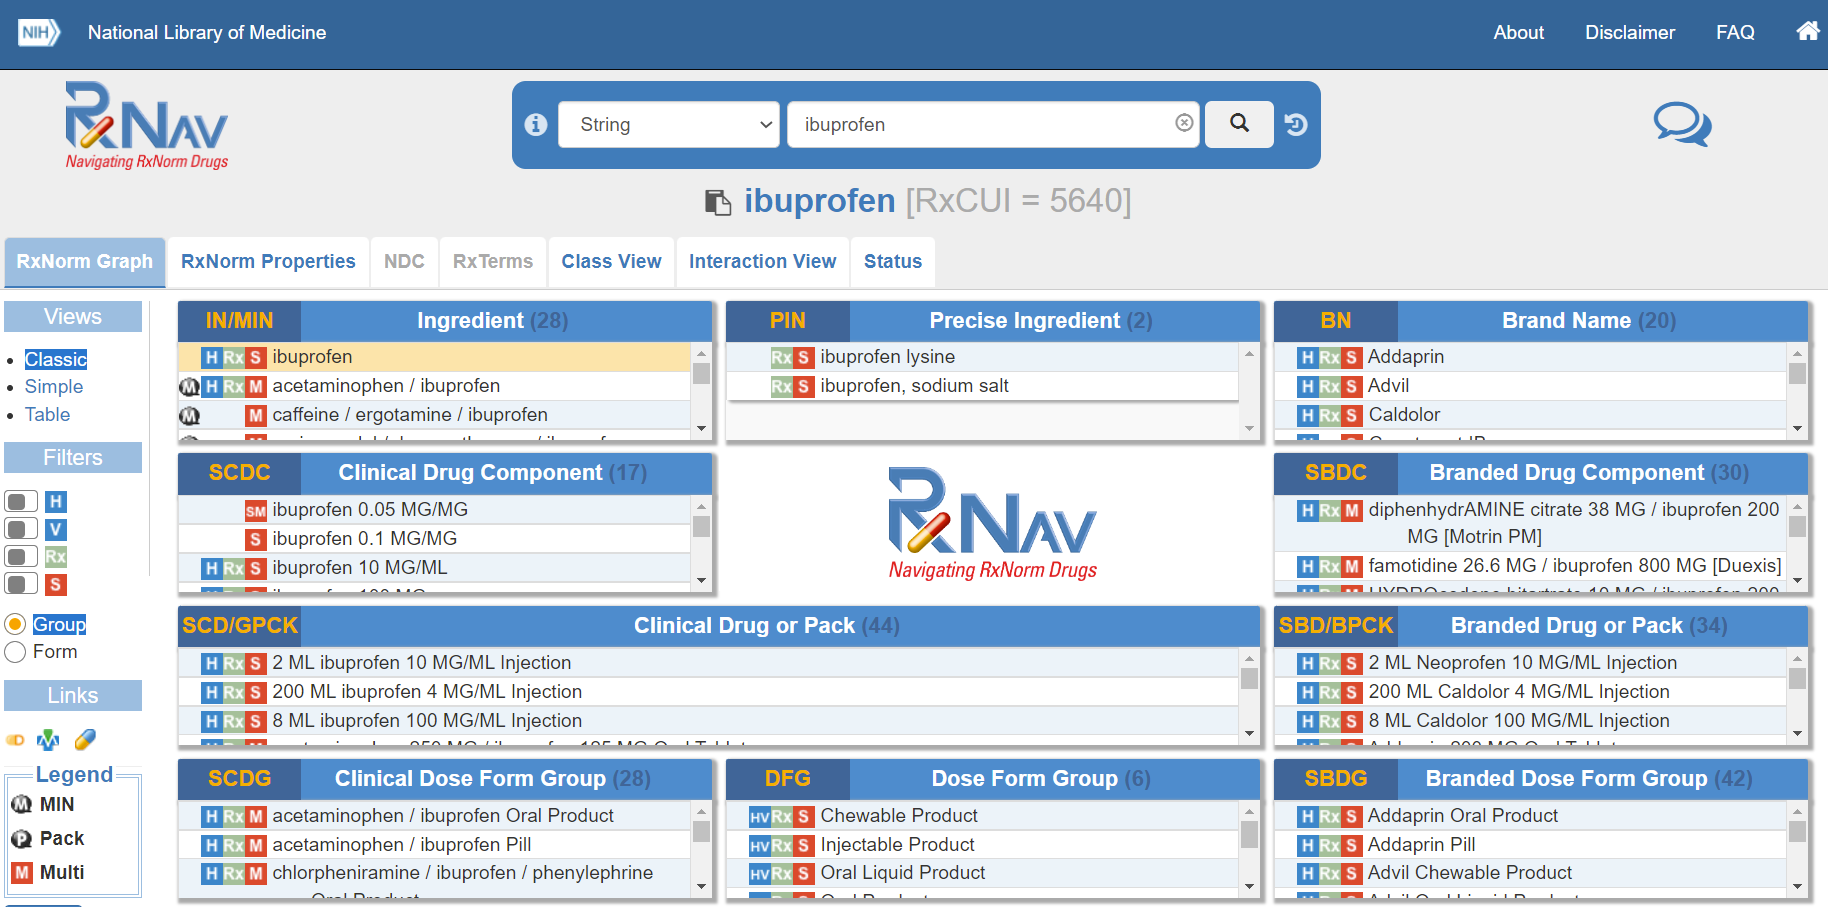 NIH National Library of Medicine About Disclaimer FAQ
RxNav
Navigating RxNorm Drugs
String ibuprofen
ibuprofen [RxCUI = 5640]
RxNorm Graph RxNorm Properties NDC RxTerms Class View Interaction View Status
Views
Classic
Simple
Table
Filters
H
V
Rx
S
Group
Form
Links
Legend
M MIN
P Pack
M Multi
IN/MIN Ingredient (28)
H Rx S ibuprofen
M H Rx M acetaminophen / ibuprofen
M M caffeine / ergotamine / ibuprofen
PIN Precise Ingredient (2)
Rx S ibuprofen lysine
Rx S ibuprofen, sodium salt
BN Brand Name (20)
H Rx S Addaprin
H Rx S Advil
H Rx S Caldolor
SCDC Clinical Drug Component (17)
SM ibuprofen 0.05 MG/MG
S ibuprofen 0.1 MG/MG
H Rx S ibuprofen 10 MG/ML
RxNav
Navigating RxNorm Drugs
SBDC Branded Drug Component (30)
H Rx M diphenhydrAMINE citrate 38 MG / ibuprofen 200
MG [Motrin PM]
H Rx M famotidine 26.6 MG / ibuprofen 800 MG [Duexis]
SCD/GPCK Clinical Drug or Pack (44)
H Rx S 2 ML ibuprofen 10 MG/ML Injection
H Rx S 200 ML ibuprofen 4 MG/ML Injection
H Rx S 8 ML ibuprofen 100 MG/ML Injection
SBD/BPCK Branded Drug or Pack (34)
H Rx S 2 ML Neoprofen 10 MG/ML Injection
H Rx S 200 ML Caldolor 4 MG/ML Injection
H Rx S 8 ML Caldolor 100 MG/ML Injection
SCDG Clinical Dose Form Group (28)
H Rx M acetaminophen / ibuprofen Oral Product
H Rx M acetaminophen / ibuprofen Pill
H Rx M chlorpheniramine / ibuprofen / phenylephrine
DFG Dose Form Group (6)
HV Rx S Chewable Product
HV Rx S Injectable Product
HV Rx S Oral Liquid Product
SBDG Branded Dose Form Group (42)
H Rx S Addaprin Oral Product
H Rx S Addaprin Pill
H Rx S Advil Chewable Product